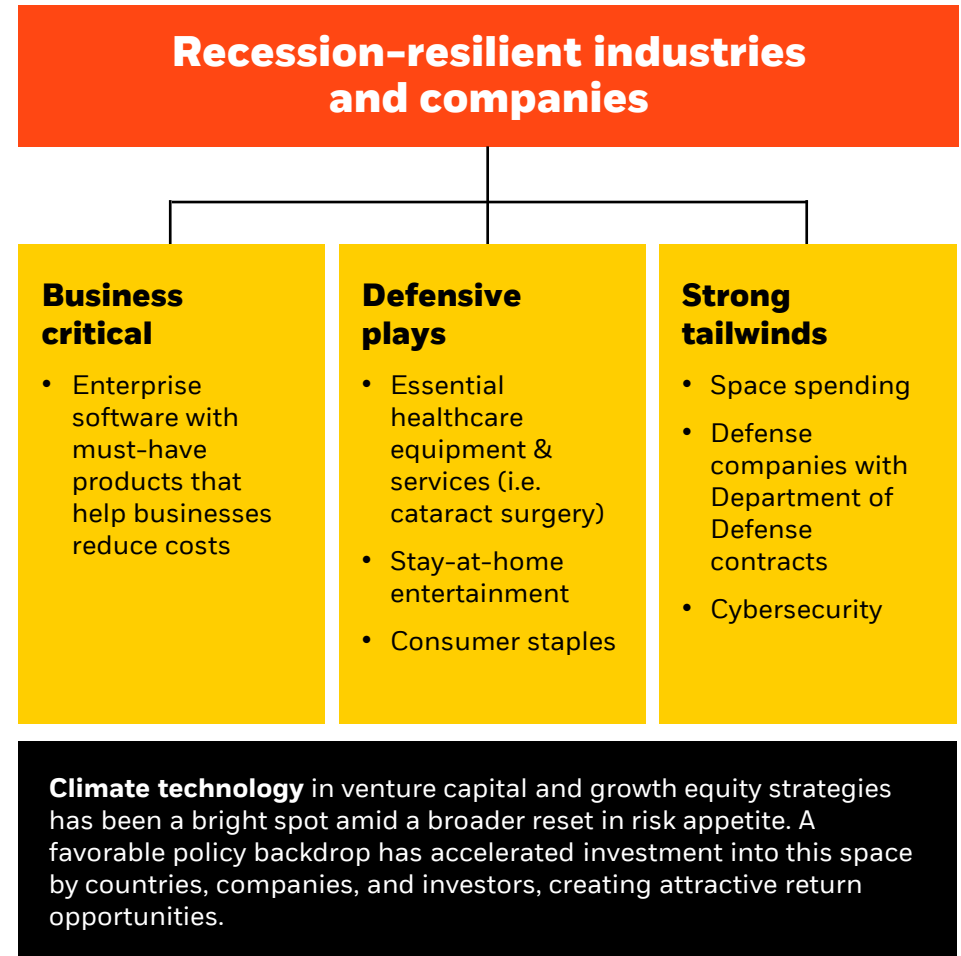 Recession-resilient industries
and companies
Business
critical
• Enterprise
software with
must-have
products that
help businesses
reduce costs
Defensive
plays
• Essential
healthcare
equipment &
services (i.e.
cataract surgery)
• Stay-at-home
entertainment
• Consumer staples
Strong
tailwinds
• Space spending
• Defense
companies with
Department of
Defense
contracts
• Cybersecurity
Climate technology in venture capital and growth equity strategies
has been a bright spot amid a broader reset in risk appetite. A
favorable policy backdrop has accelerated investment into this space
by countries, companies, and investors, creating attractive return
opportunities.